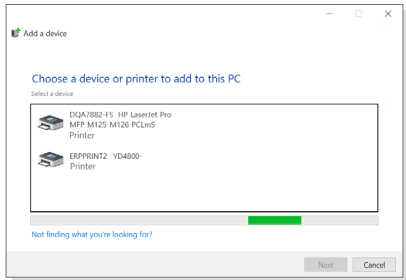 Add a device
Choose a device or printer to add to this PC
Select a device
DQA7882-FS HP LaserJet Pro
MFP M125-M126 PCLmS
Printer
ERPPRINT2 YD4800-
Printer
Not finding what you're looking for?
Next Cancel